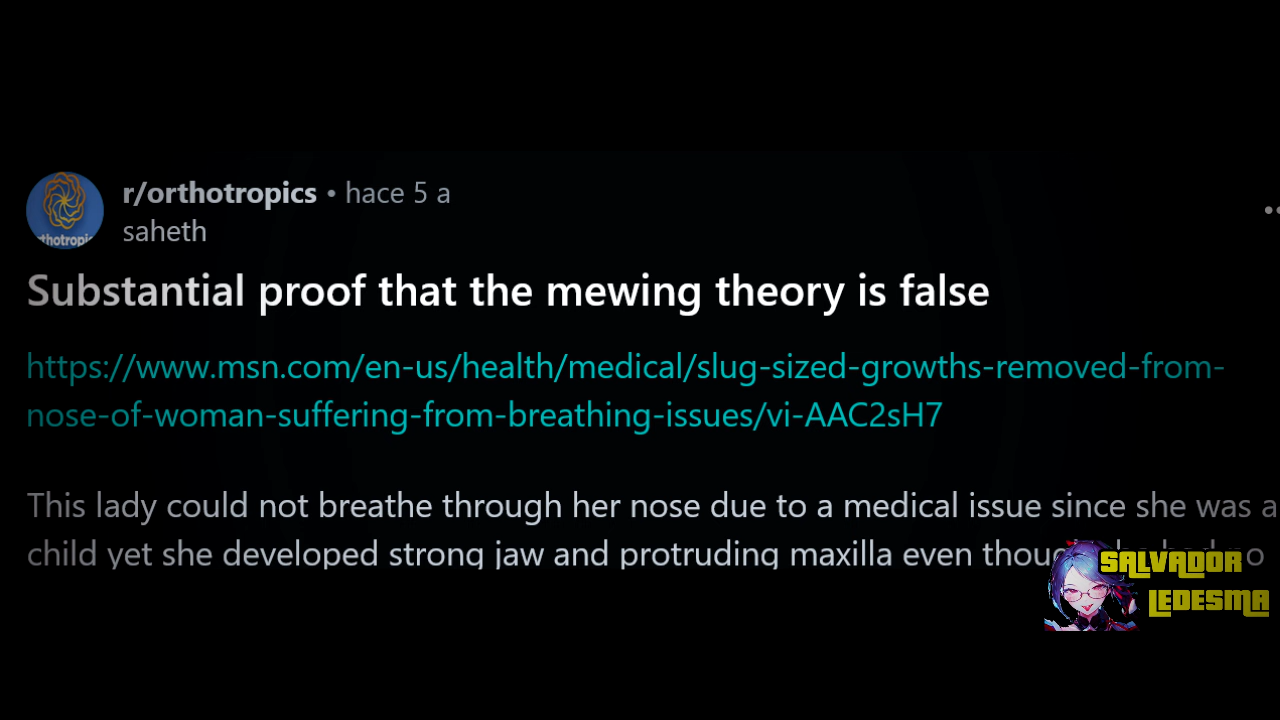 r/orthotropics • hace 5 a
saheth
Substantial proof that the mewing theory is false
https://www.msn.com/en-us/health/medical/slug-sized-growths-removed-from-
nose-of-woman-suffering-from-breathing-issues/vi-AAC2sH7
This lady could not breathe through her nose due to a medical issue since she was a
child yet she developed strong jaw and protruding maxilla even
SALVADOR
LEDESMA